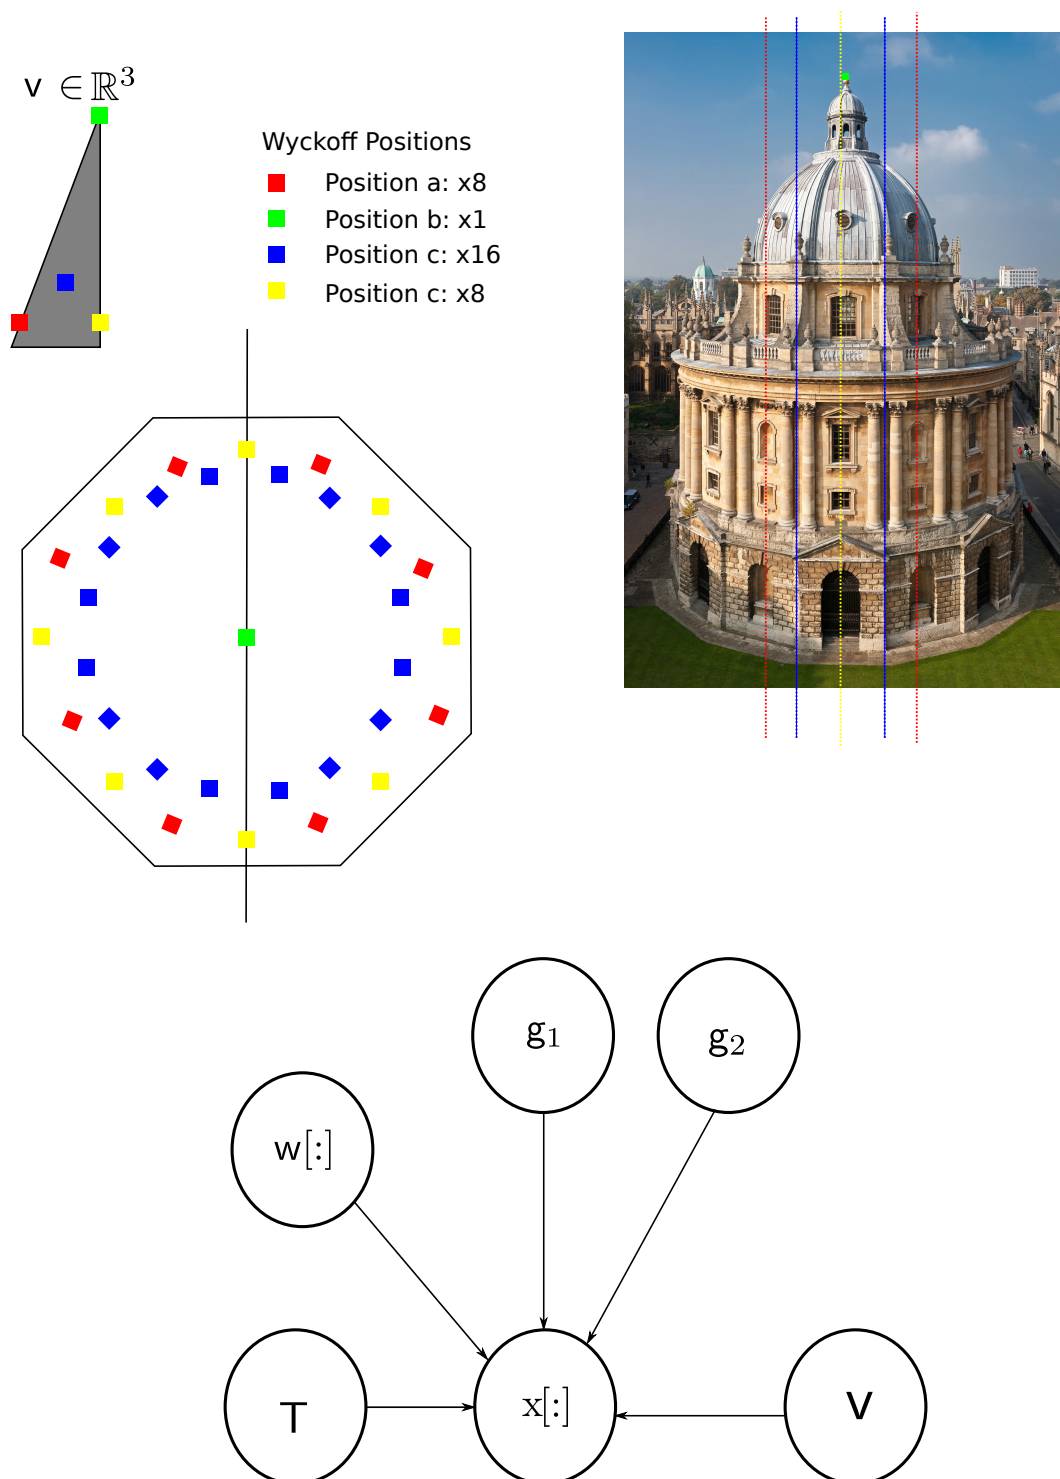 v ∈ ℝ³
Wyckoff Positions
Position a: x8
Position b: x1
Position c: x16
Position c: x8
g₁
g₂
w[:]
T
x[:]
v